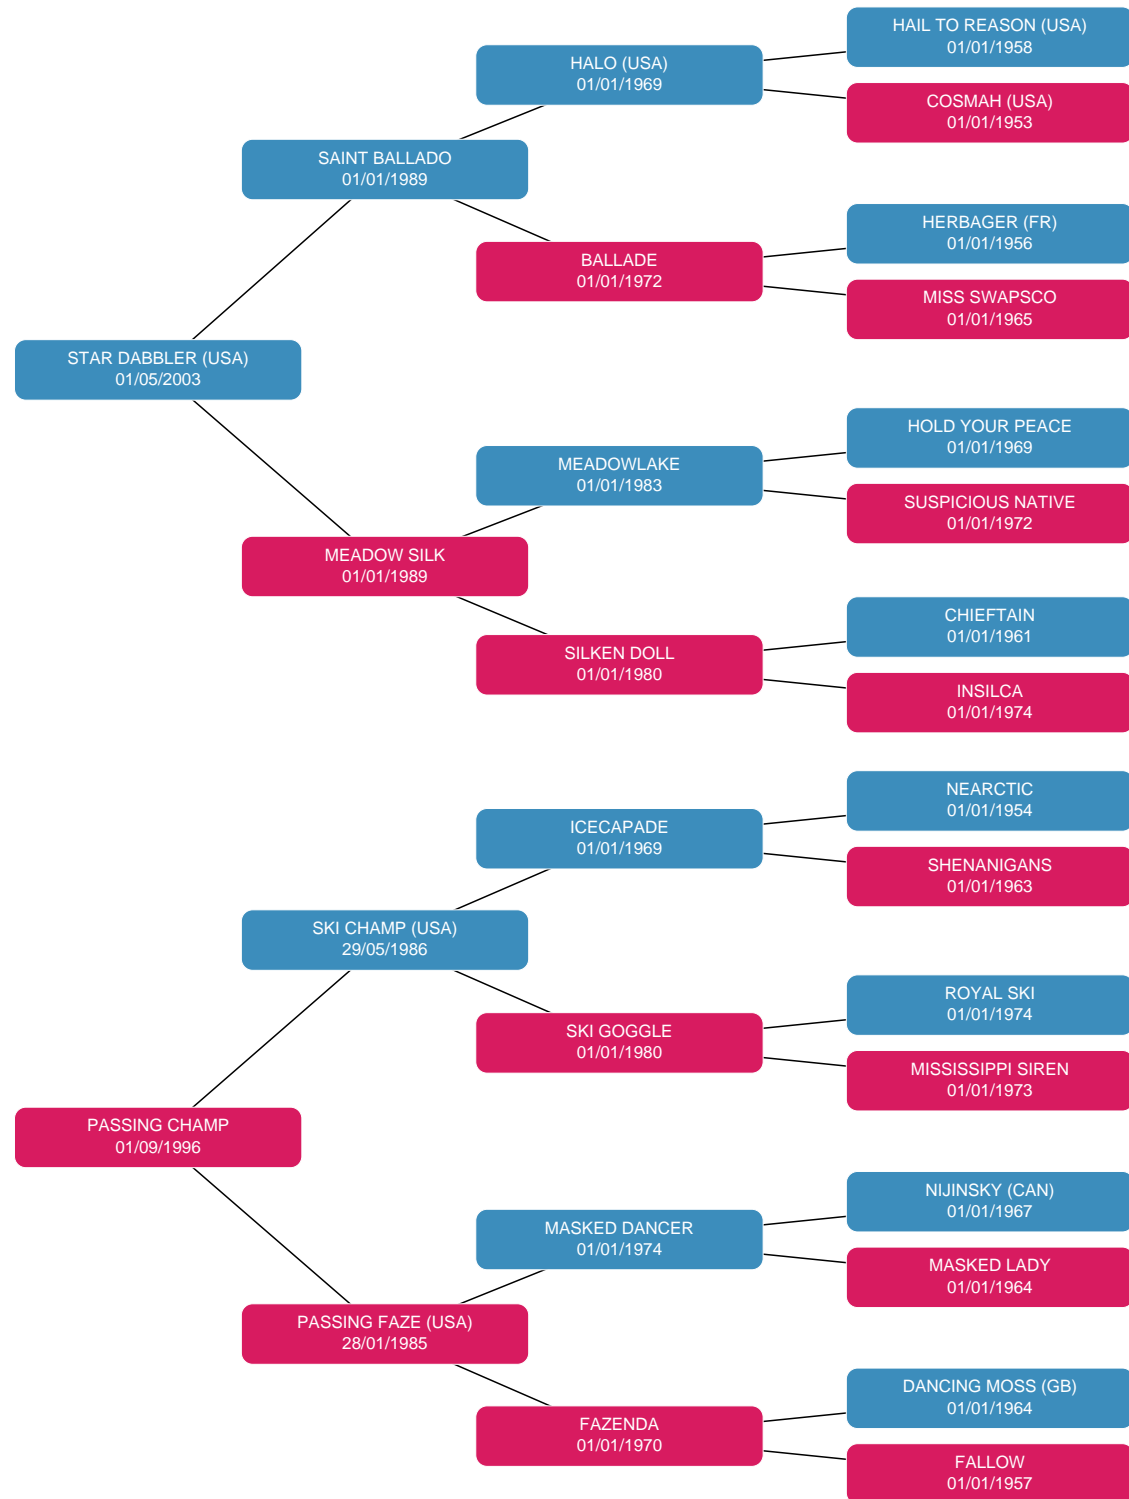 HAIL TO REASON (USA)
01/01/1958
HALO (USA)
01/01/1969
COSMAH (USA)
01/01/1953
SAINT BALLADO
01/01/1989
HERBAGER (FR)
01/01/1956
BALLADE
01/01/1972
MISS SWAPSCO
01/01/1965
STAR DABBLER (USA)
01/05/2003
HOLD YOUR PEACE
01/01/1969
MEADOWLAKE
01/01/1983
SUSPICIOUS NATIVE
01/01/1972
MEADOW SILK
01/01/1989
CHIEFTAIN
01/01/1961
SILKEN DOLL
01/01/1980
INSILCA
01/01/1974
NEARCTIC
01/01/1954
ICECAPADE
01/01/1969
SHENANIGANS
01/01/1963
SKI CHAMP (USA)
29/05/1986
ROYAL SKI
01/01/1974
SKI GOGGLE
01/01/1980
MISSISSIPPI SIREN
01/01/1973
PASSING CHAMP
01/09/1996
NIJINSKY (CAN)
01/01/1967
MASKED DANCER
01/01/1974
MASKED LADY
01/01/1964
PASSING FAZE (USA)
28/01/1985
DANCING MOSS (GB)
01/01/1964
FAZENDA
01/01/1970
FALLOW
01/01/1957